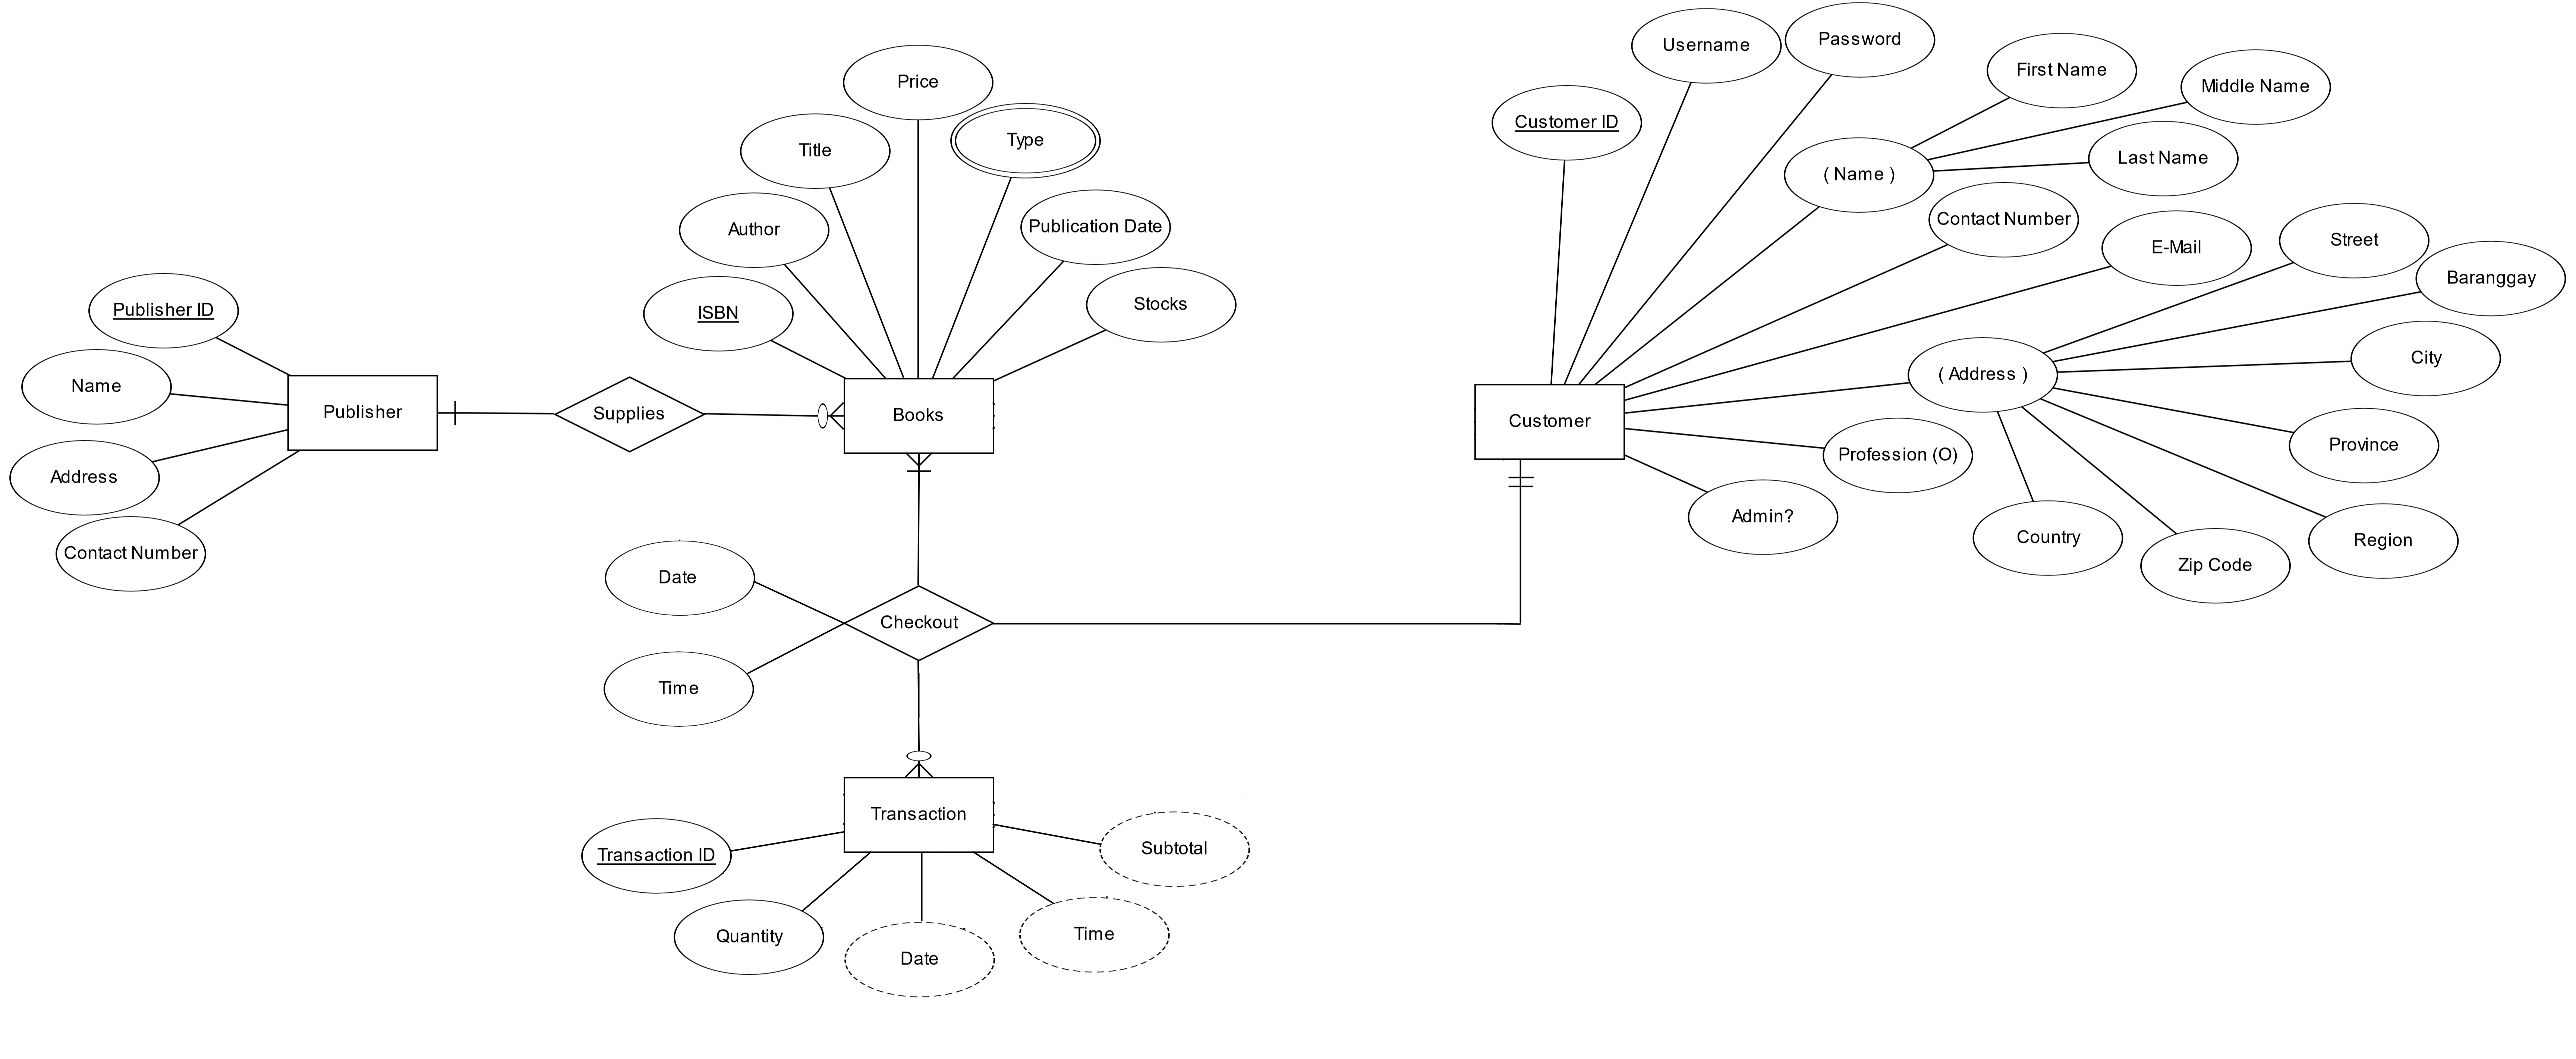 Username
Password
First Name
Middle Name
Price
Customer ID
Type
Title
Last Name
( Name )
Contact Number
Publication Date
Author
E-Mail
Street
Baranggay
Stocks
ISBN
Publisher ID
City
( Address )
Name
Publisher
Supplies
Books
Customer
Province
Profession (O)
Address
Admin?
Country
Region
Contact Number
Zip Code
Date
Checkout
Time
Transaction
Subtotal
Transaction ID
Quantity
Time
Date